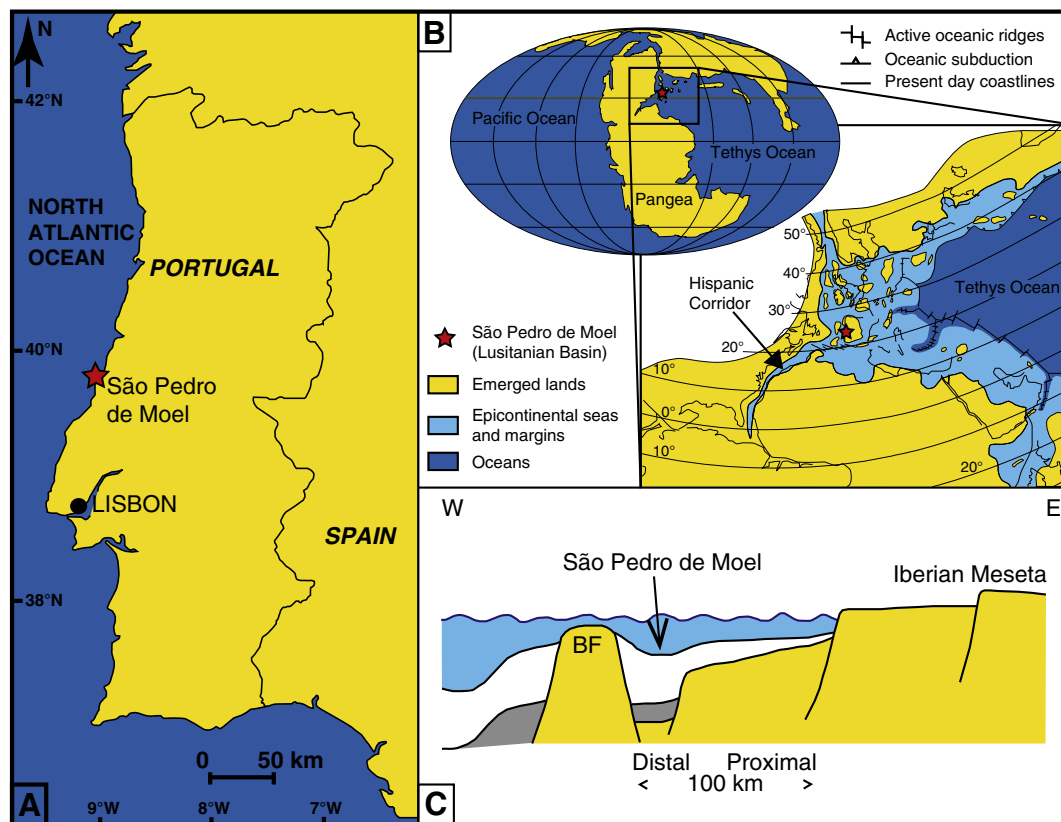 N
42°N
NORTH
ATLANTIC
OCEAN
PORTUGAL
40°N
São Pedro
de Moel
LISBON
SPAIN
38°N
0 50 km
A
9°W 8°W 7°W
B
Active oceanic ridges
Oceanic subduction
Present day coastlines
Pacific Ocean
Tethys Ocean
Pangea
50°
40°
30°
20°
10°
0°
10°
20°
Tethys Ocean
Hispanic
Corridor
São Pedro de Moel
(Lusitanian Basin)
Emerged lands
Epicontinental seas
and margins
Oceans
W E
São Pedro de Moel
Iberian Meseta
BF
Distal Proximal
< 100 km >
C